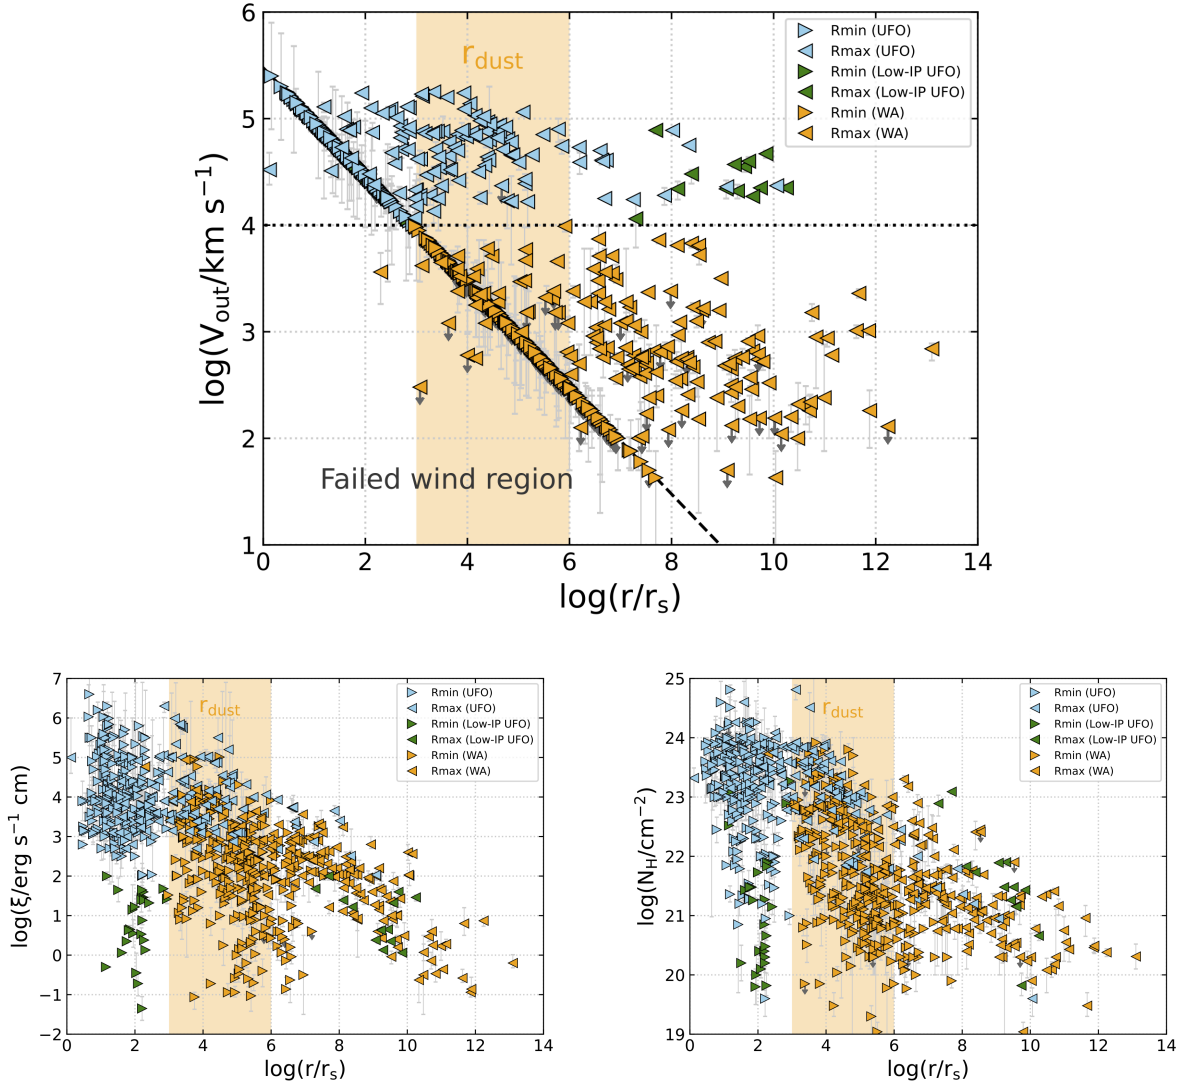 6
5
4
3
2
1
log(V_out/km s⁻¹)
r_dust
Rmin (UFO)
Rmax (UFO)
Rmin (Low-IP UFO)
Rmax (Low-IP UFO)
Rmin (WA)
Rmax (WA)
Failed wind region
0 2 4 6 8 10 12 14
log(r/r_s)
7
6
5
4
3
2
1
0
−1
−2
log(ξ/erg s⁻¹ cm)
r_dust
Rmin (UFO)
Rmax (UFO)
Rmin (Low-IP UFO)
Rmax (Low-IP UFO)
Rmin (WA)
Rmax (WA)
0 2 4 6 8 10 12 14
log(r/r_s)
25
24
23
22
21
20
19
log(N_H/cm⁻²)
r_dust
Rmin (UFO)
Rmax (UFO)
Rmin (Low-IP UFO)
Rmax (Low-IP UFO)
Rmin (WA)
Rmax (WA)
0 2 4 6 8 10 12 14
log(r/r_s)